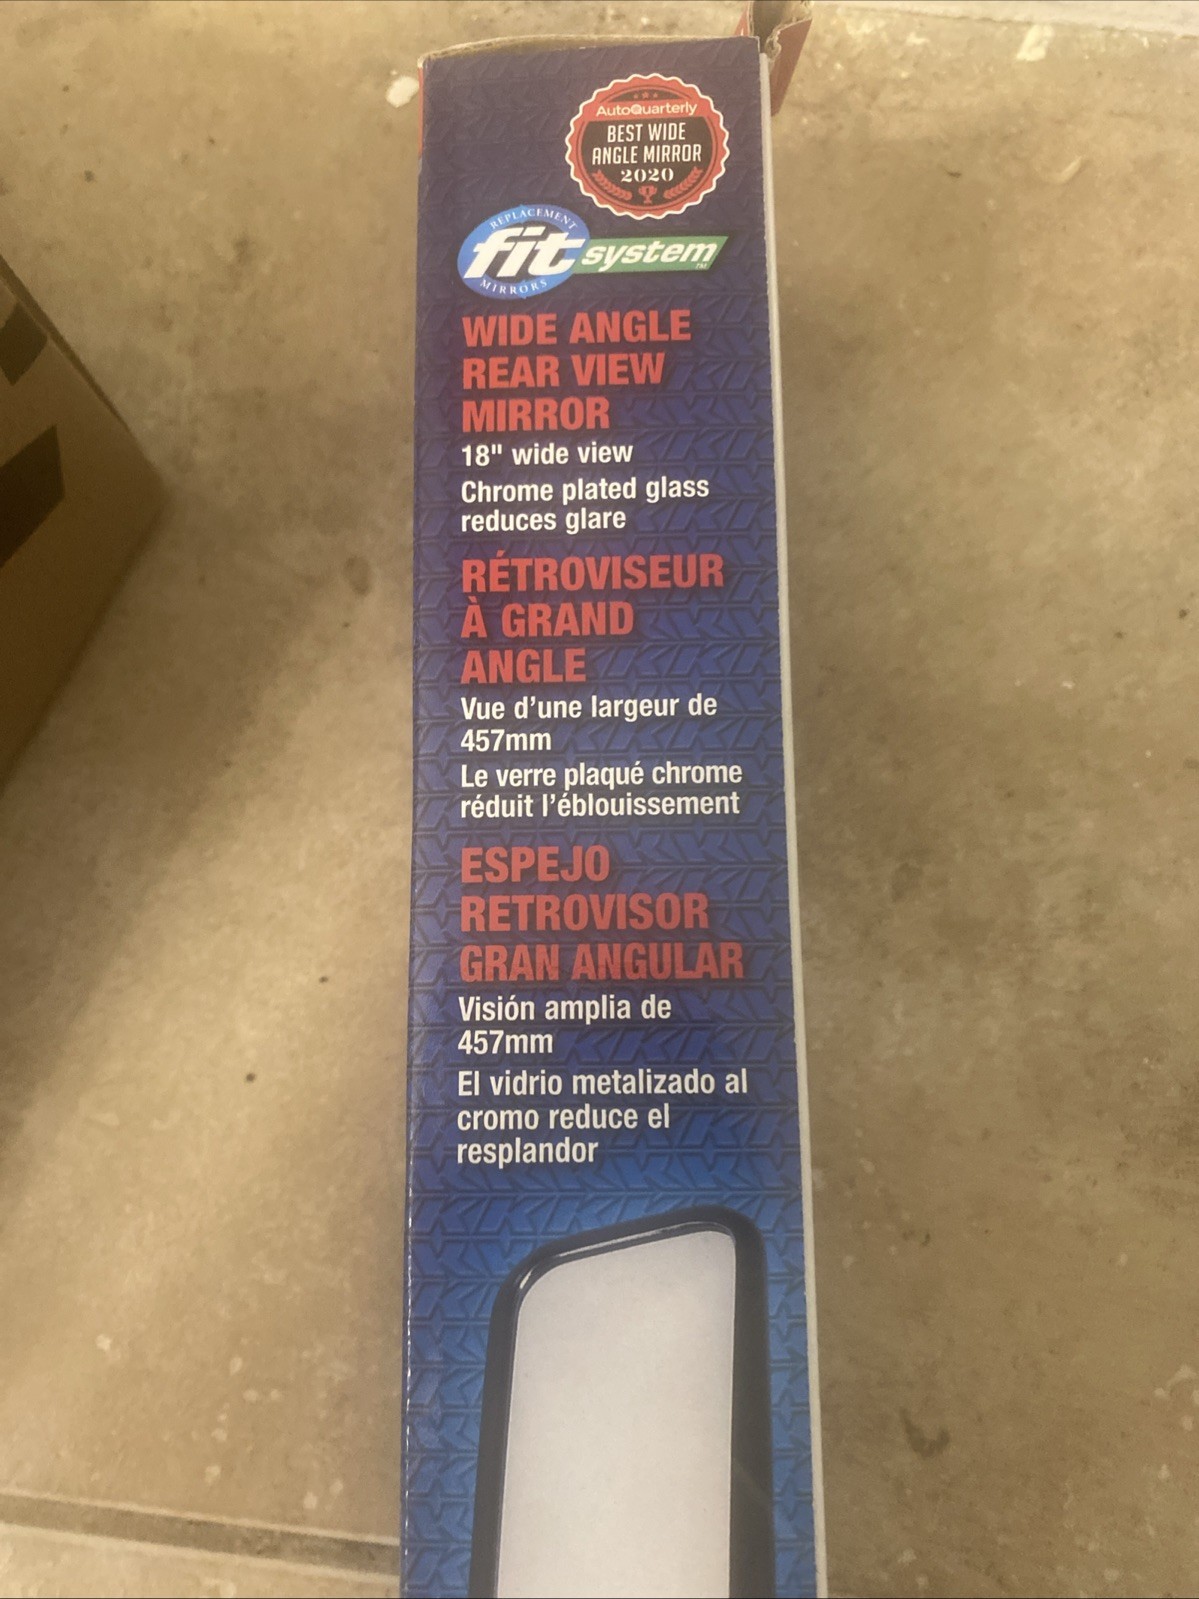 AutoQuarterly
BEST WIDE
ANGLE MIRROR
2020
REPLACEMENT
fit system™
MIRRORS
WIDE ANGLE
REAR VIEW
MIRROR
18" wide view
Chrome plated glass
reduces glare
RÉTROVISEUR
À GRAND
ANGLE
Vue d'une largeur de
457mm
Le verre plaqué chrome
réduit l'éblouissement
ESPEJO
RETROVISOR
GRAN ANGULAR
Visión amplia de
457mm
El vidrio metalizado al
cromo reduce el
resplandor